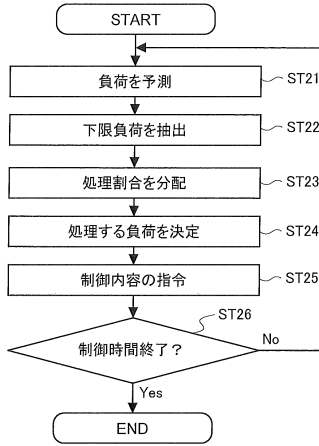 START
負荷を予測 ST21
下限負荷を抽出 ST22
処理割合を分配 ST23
処理する負荷を決定 ST24
制御内容の指令 ST25
ST26
制御時間終了? No
Yes
END